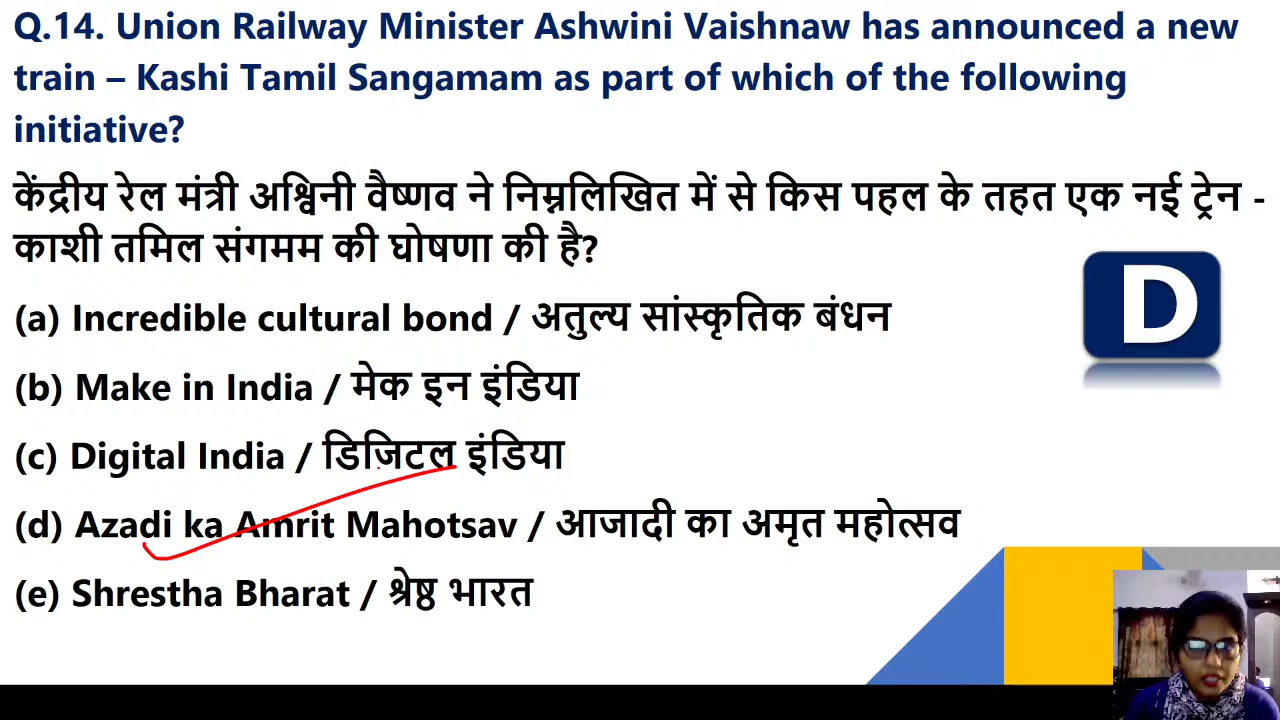 Q.14. Union Railway Minister Ashwini Vaishnaw has announced a new
train – Kashi Tamil Sangamam as part of which of the following
initiative?
केंद्रीय रेल मंत्री अश्विनी वैष्णव ने निम्नलिखित में से किस पहल के तहत एक नई ट्रेन -
काशी तमिल संगमम की घोषणा की है?
D
(a) Incredible cultural bond / अतुल्य सांस्कृतिक बंधन
(b) Make in India / मेक इन इंडिया
(c) Digital India / डिजिटल इंडिया
(d) Azadi ka Amrit Mahotsav / आजादी का अमृत महोत्सव
(e) Shrestha Bharat / श्रेष्ठ भारत